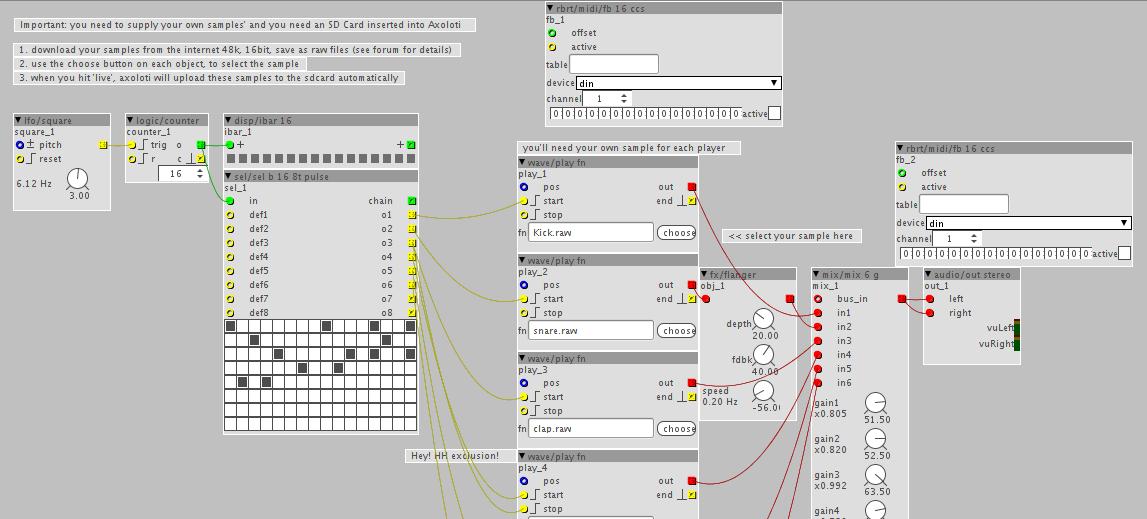 Important: you need to supply your own samples' and you need an SD Card inserted into Axoloti
1. download your samples from the internet 48k, 16bit, save as raw files (see forum for details)
2. use the choose button on each object, to select the sample
3. when you hit 'live', axoloti will upload these samples to the sdcard automatically
rbrt/midi/fb 16 ccs
fb_1
offset
active
table
device din
channel 1
0 0 0 0 0 0 0 0 0 0 0 0 0 0 0 0 active
lfo/square
square_1
± pitch
reset
6.12 Hz
3.00
logic/counter
counter_1
trig o
r c
16
disp/ibar 16
ibar_1
+ +
sel/sel b 16 8t pulse
sel_1
in chain
def1 o1
def2 o2
def3 o3
def4 o4
def5 o5
def6 o6
def7 o7
def8 o8
you'll need your own sample for each player
wave/play fn
play_1
pos out
start end
stop
fn Kick.raw choose
<< select your sample here
wave/play fn
play_2
pos out
start end
stop
fn snare.raw choose
wave/play fn
play_3
pos out
start end
stop
fn clap.raw choose
Hey! HH exclusion!
wave/play fn
play_4
pos out
start end
stop
fx/flanger
obj_1
depth
20.00
fdbk
40.00
speed
0.20 Hz
-56.0
rbrt/midi/fb 16 ccs
fb_2
offset
active
table
device din
channel 1
0 0 0 0 0 0 0 0 0 0 0 0 0 0 0 0 active
mix/mix 6 g
mix_1
bus_in
in1
in2
in3
in4
in5
in6
gain1
x0.805
51.50
gain2
x0.820
52.50
gain3
x0.992
63.50
gain4
audio/out stereo
out_1
left
right
vuLeft
vuRight